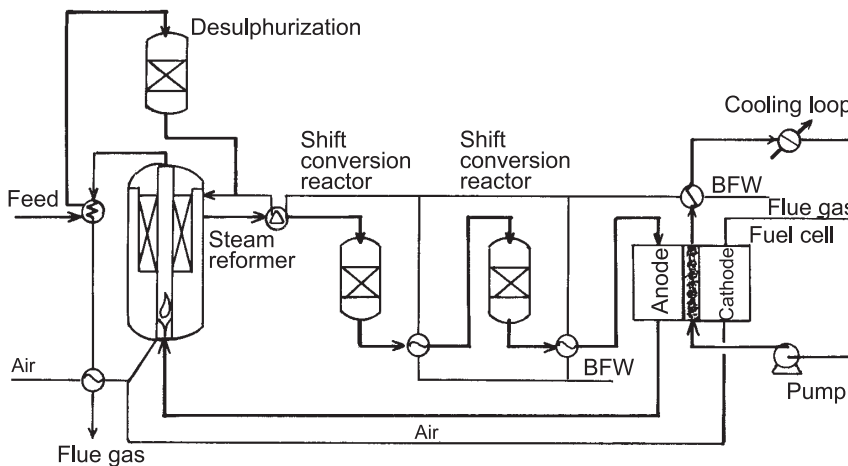 Desulphurization
Cooling loop
Shift
conversion
reactor
Shift
conversion
reactor
BFW
Feed
Flue gas
Steam
reformer
Fuel cell
Anode
Cathode
Air
BFW
Pump
Air
Flue gas